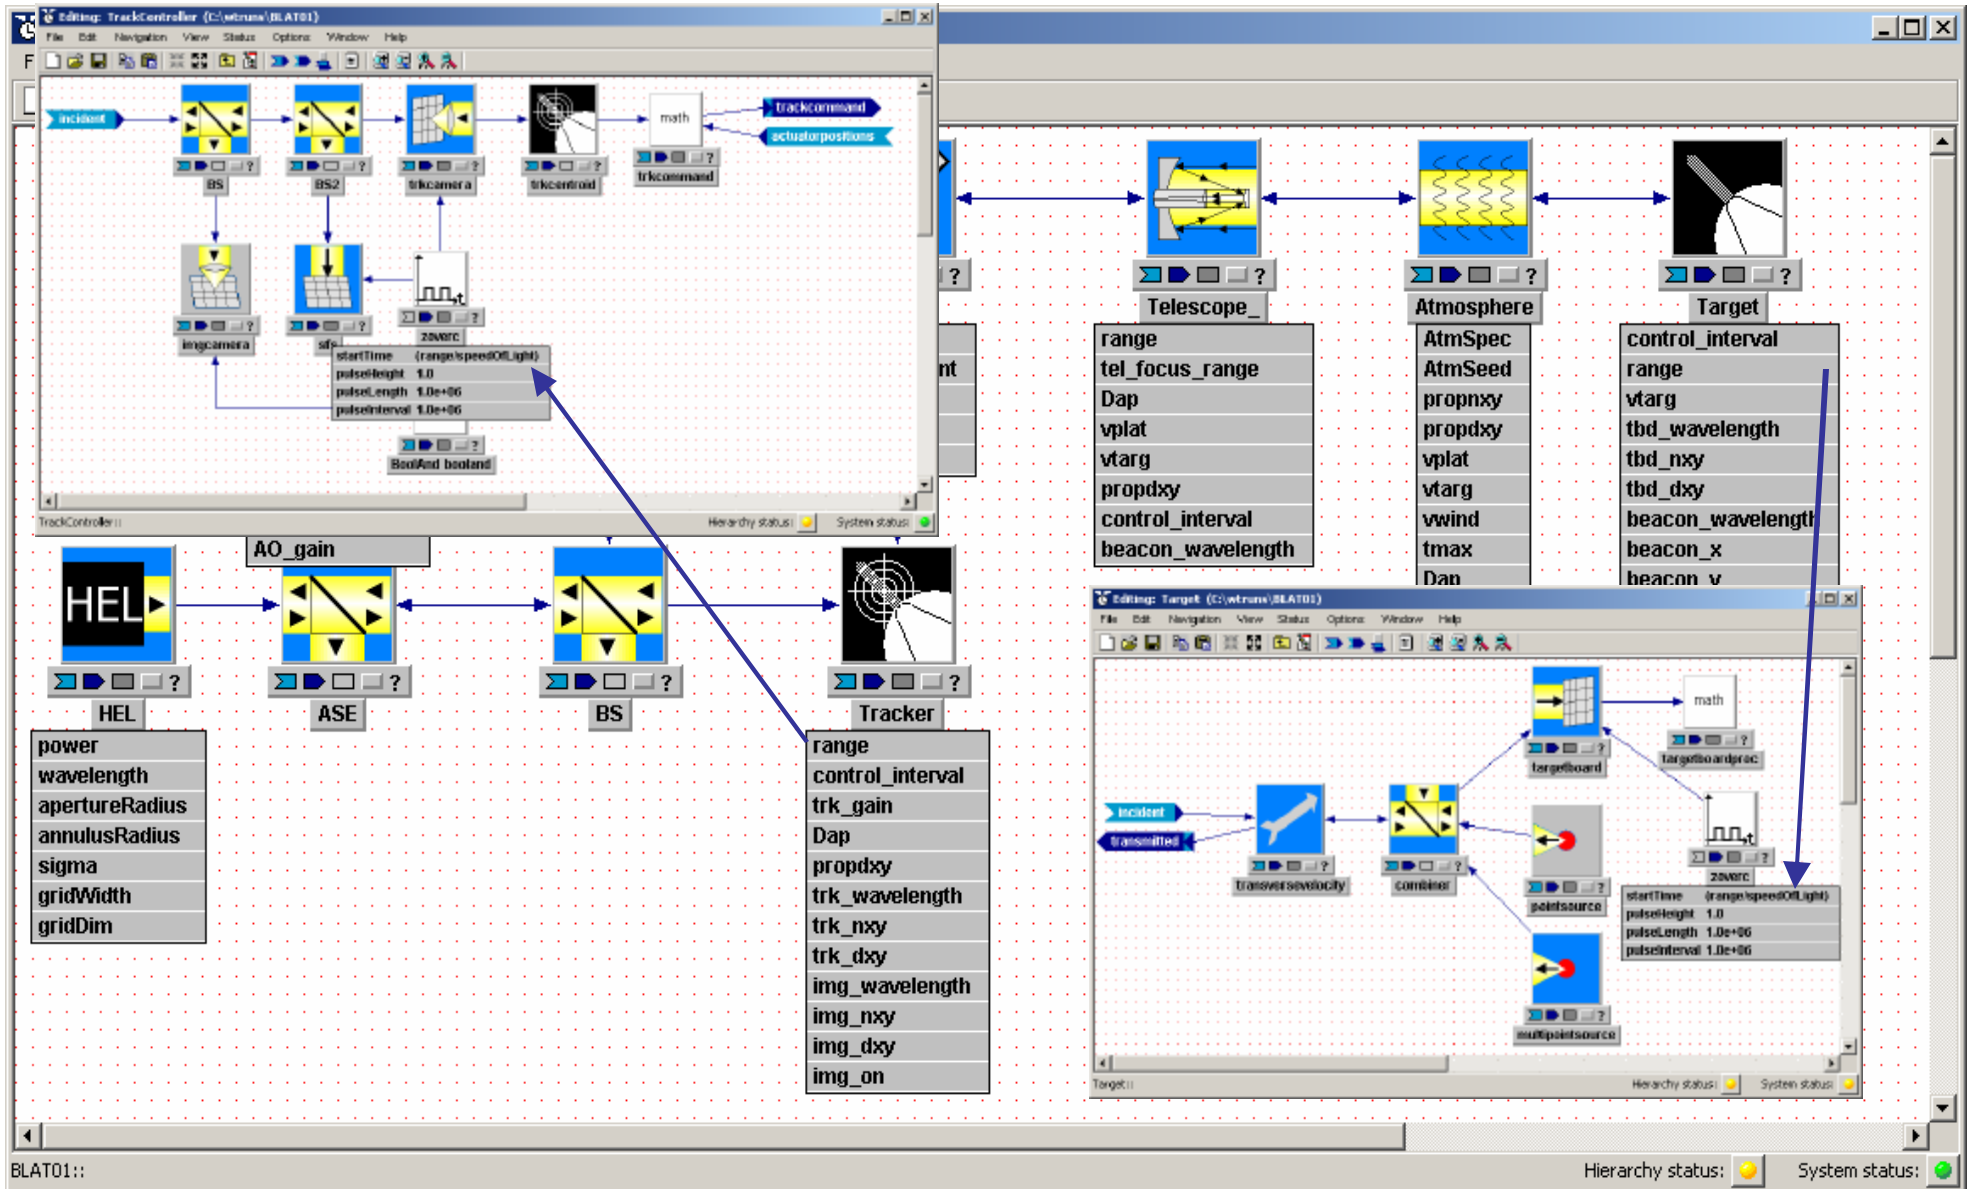 Editing: TrackController (C:\wtruns\BLAT01)
File Edit Navigation View Status Options Window Help
incident
math
trackcommand
actuatorpositions
BS
BS2
trkcamera
trkcentroid
trkcommand
imgcamera
sfs
zoverc
startTime (range/speedOfLight)
pulseHeight 1.0
pulseLength 1.0e+06
pulseInterval 1.0e+06
BoolAnd booland
TrackController:: Hierarchy status: System status:
F
nt
?
Telescope_
range
tel_focus_range
Dap
vplat
vtarg
propdxy
control_interval
beacon_wavelength
Atmosphere
AtmSpec
AtmSeed
propnxy
propdxy
vplat
vtarg
vwind
tmax
Dap
Target
control_interval
range
vtarg
tbd_wavelength
tbd_nxy
tbd_dxy
beacon_wavelength
beacon_x
beacon_y
AO_gain
HEL
HEL
power
wavelength
apertureRadius
annulusRadius
sigma
gridWidth
gridDim
ASE
BS
Tracker
range
control_interval
trk_gain
Dap
propdxy
trk_wavelength
trk_nxy
trk_dxy
img_wavelength
img_nxy
img_dxy
img_on
Editing: Target (C:\wtruns\BLAT01)
File Edit Navigation View Status Options Window Help
math
targetboard
targetboardproc
incident
transmitted
transversevelocity
combiner
pointsource
zoverc
startTime (range/speedOfLight)
pulseHeight 1.0
pulseLength 1.0e+06
pulseInterval 1.0e+06
multipointsource
Target:: Hierarchy status: System status:
BLAT01:: Hierarchy status: System status: